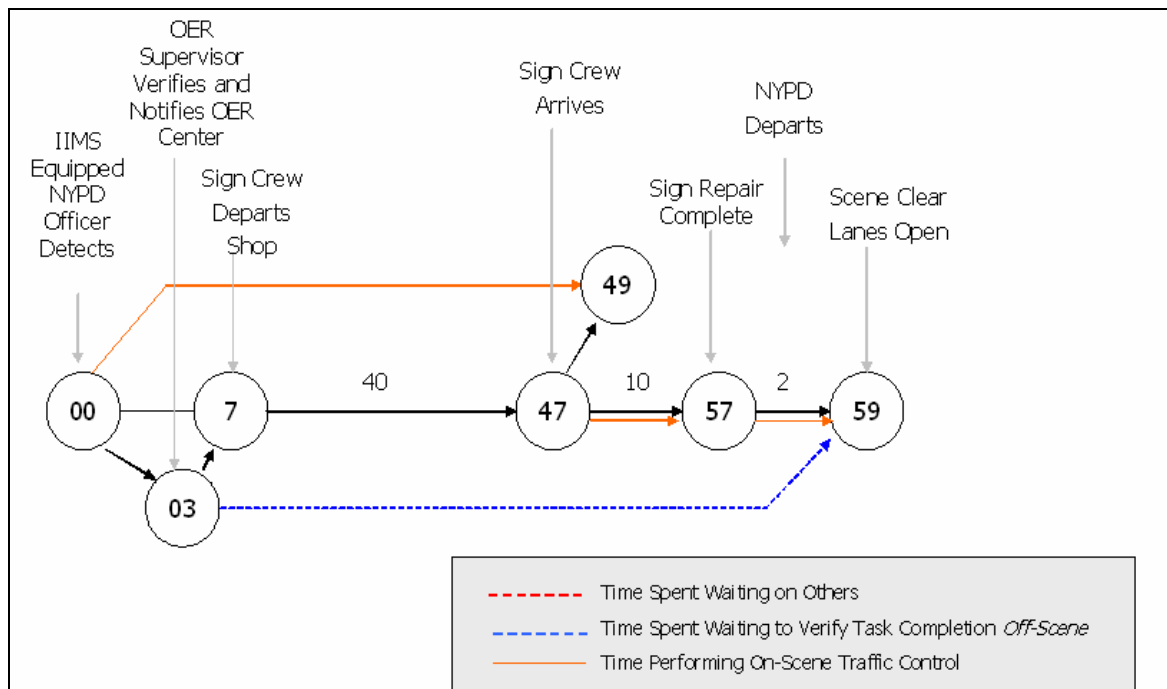 OER
Supervisor
Verifies and
Notifies OER
Center
IIMS
Equipped
NYPD
Officer
Detects
Sign Crew
Departs
Shop
Sign Crew
Arrives
NYPD
Departs
Sign Repair
Complete
Scene Clear
Lanes Open
49
00
7
40
47
10
57
2
59
03
Time Spent Waiting on Others
Time Spent Waiting to Verify Task Completion Off-Scene
Time Performing On-Scene Traffic Control